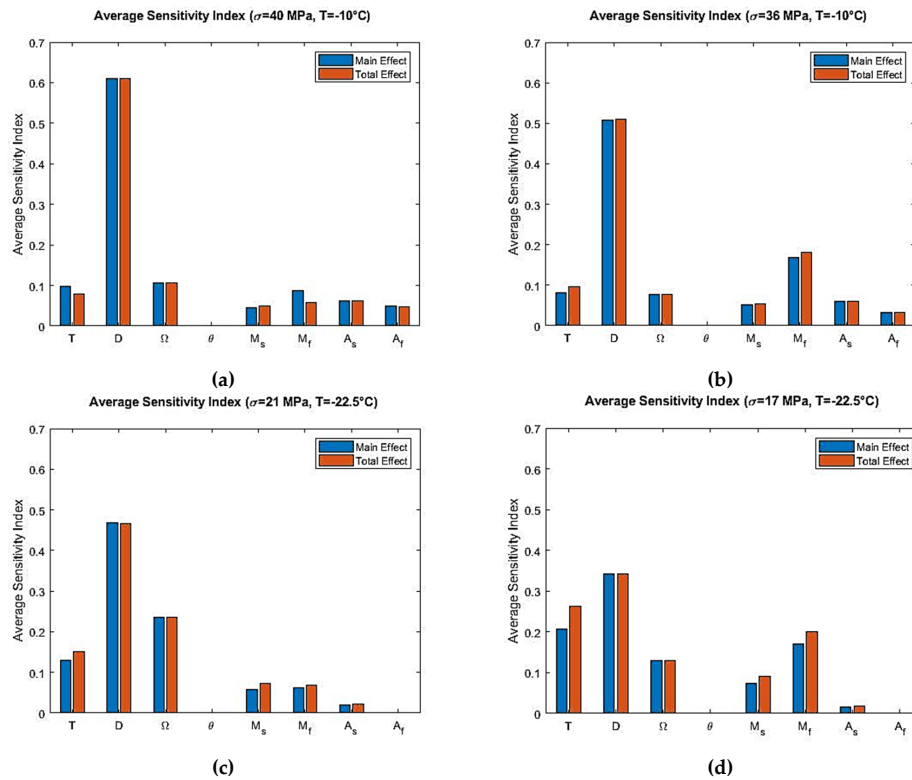 Average Sensitivity Index (σ=40 MPa, T=-10°C)
Average Sensitivity Index
0.7
0.6
0.5
0.4
0.3
0.2
0.1
0
Main Effect
Total Effect
T D Ω θ Ms Mf As Af
(a)
Average Sensitivity Index (σ=36 MPa, T=-10°C)
Average Sensitivity Index
0.7
0.6
0.5
0.4
0.3
0.2
0.1
0
Main Effect
Total Effect
T D Ω θ Ms Mf As Af
(b)
Average Sensitivity Index (σ=21 MPa, T=-22.5°C)
Average Sensitivity Index
0.7
0.6
0.5
0.4
0.3
0.2
0.1
0
Main Effect
Total Effect
T D Ω θ Ms Mf As Af
(c)
Average Sensitivity Index (σ=17 MPa, T=-22.5°C)
Average Sensitivity Index
0.7
0.6
0.5
0.4
0.3
0.2
0.1
0
Main Effect
Total Effect
T D Ω θ Ms Mf As Af
(d)